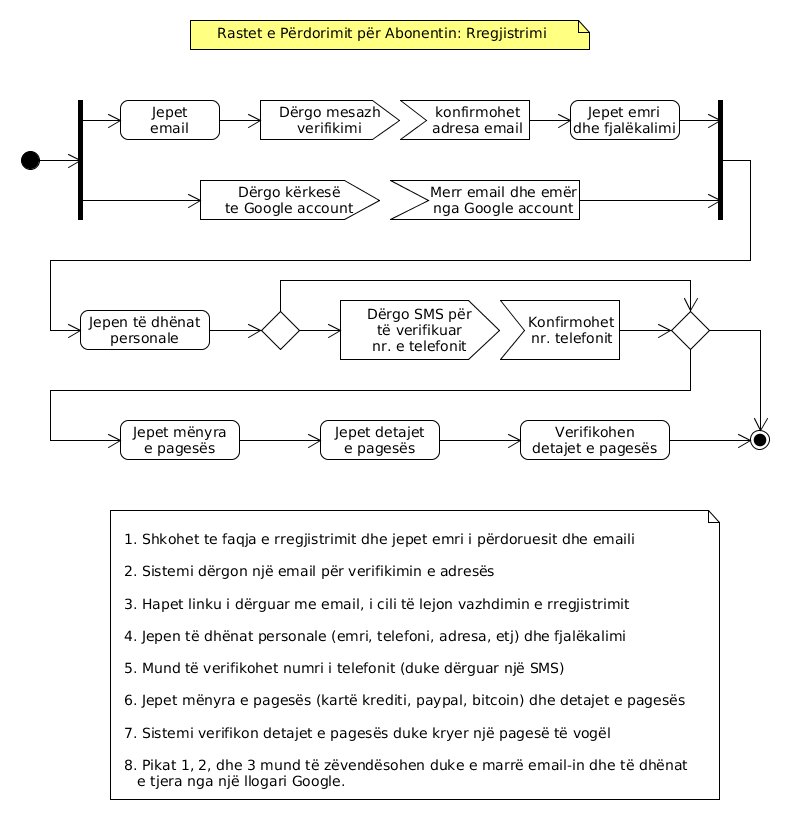 Rastet e Përdorimit për Abonentin: Rregjistrimi
Jepet
email
Dërgo mesazh
verifikimi
konfirmohet
adresa email
Jepet emri
dhe fjalëkalimi
Dërgo kërkesë
te Google account
Merr email dhe emër
nga Google account
Jepen të dhënat
personale
Dërgo SMS për
të verifikuar
nr. e telefonit
Konfirmohet
nr. telefonit
Jepet mënyra
e pagesës
Jepet detajet
e pagesës
Verifikohen
detajet e pagesës
1. Shkohet te faqja e rregjistrimit dhe jepet emri i përdoruesit dhe emaili
2. Sistemi dërgon një email për verifikimin e adresës
3. Hapet linku i dërguar me email, i cili të lejon vazhdimin e rregjistrimit
4. Jepen të dhënat personale (emri, telefoni, adresa, etj) dhe fjalëkalimi
5. Mund të verifikohet numri i telefonit (duke dërguar një SMS)
6. Jepet mënyra e pagesës (kartë krediti, paypal, bitcoin) dhe detajet e pagesës
7. Sistemi verifikon detajet e pagesës duke kryer një pagesë të vogël
8. Pikat 1, 2, dhe 3 mund të zëvendësohen duke e marrë email-in dhe të dhënat
e tjera nga një llogari Google.